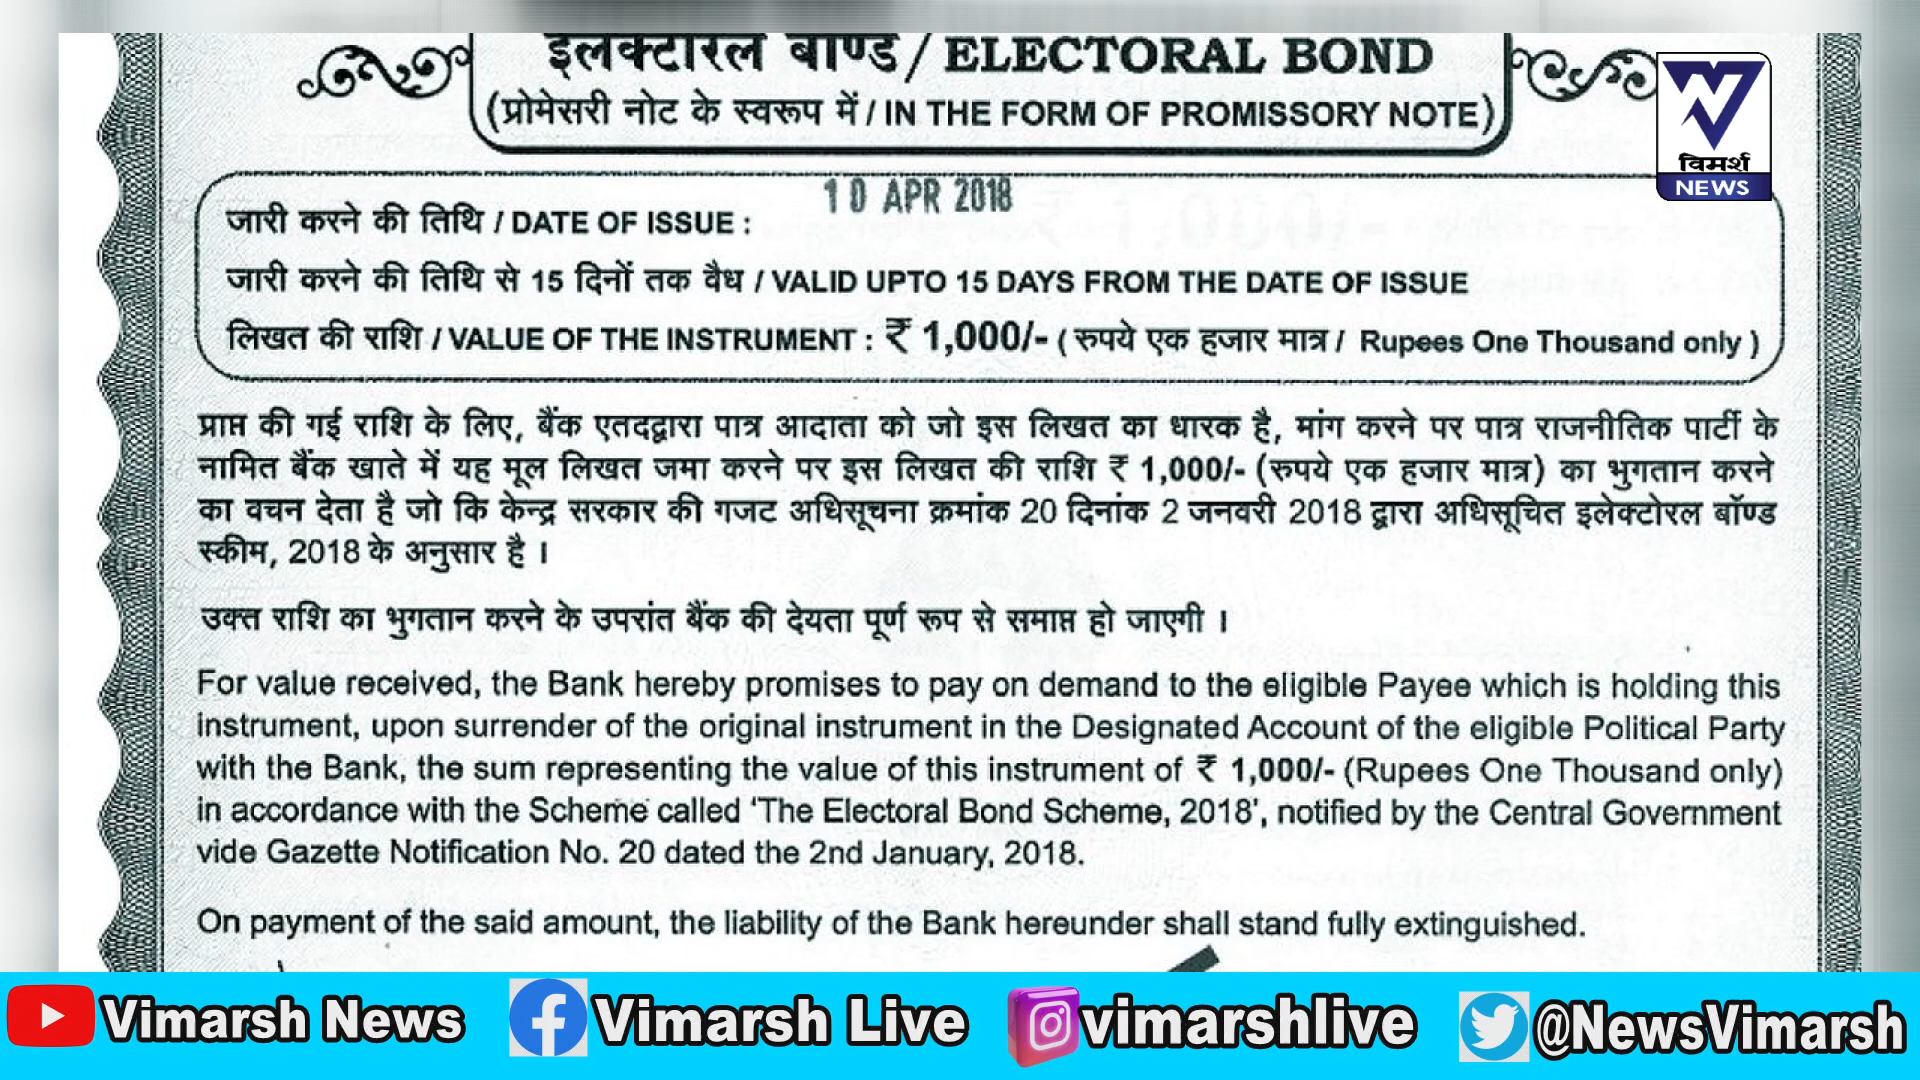 इलेक्टोरल बॉण्ड / ELECTORAL BOND
(प्रोमेसरी नोट के स्वरूप में / IN THE FORM OF PROMISSORY NOTE)
विमर्श
NEWS
10 APR 2018
जारी करने की तिथि / DATE OF ISSUE :
जारी करने की तिथि से 15 दिनों तक वैध / VALID UPTO 15 DAYS FROM THE DATE OF ISSUE
लिखत की राशि / VALUE OF THE INSTRUMENT : ₹ 1,000/- ( रुपये एक हजार मात्र / Rupees One Thousand only )
प्राप्त की गई राशि के लिए, बैंक एतदद्वारा पात्र आदाता को जो इस लिखत का धारक है, मांग करने पर पात्र राजनीतिक पार्टी के
नामित बैंक खाते में यह मूल लिखत जमा करने पर इस लिखत की राशि ₹ 1,000/- (रुपये एक हजार मात्र) का भुगतान करने
का वचन देता है जो कि केन्द्र सरकार की गजट अधिसूचना क्रमांक 20 दिनांक 2 जनवरी 2018 द्वारा अधिसूचित इलेक्टोरल बॉण्ड
स्कीम, 2018 के अनुसार है ।
उक्त राशि का भुगतान करने के उपरांत बैंक की देयता पूर्ण रूप से समाप्त हो जाएगी ।
For value received, the Bank hereby promises to pay on demand to the eligible Payee which is holding this
instrument, upon surrender of the original instrument in the Designated Account of the eligible Political Party
with the Bank, the sum representing the value of this instrument of ₹ 1,000/- (Rupees One Thousand only)
in accordance with the Scheme called 'The Electoral Bond Scheme, 2018', notified by the Central Government
vide Gazette Notification No. 20 dated the 2nd January, 2018.
On payment of the said amount, the liability of the Bank hereunder shall stand fully extinguished.
Vimarsh News Vimarsh Live vimarshlive @NewsVimarsh